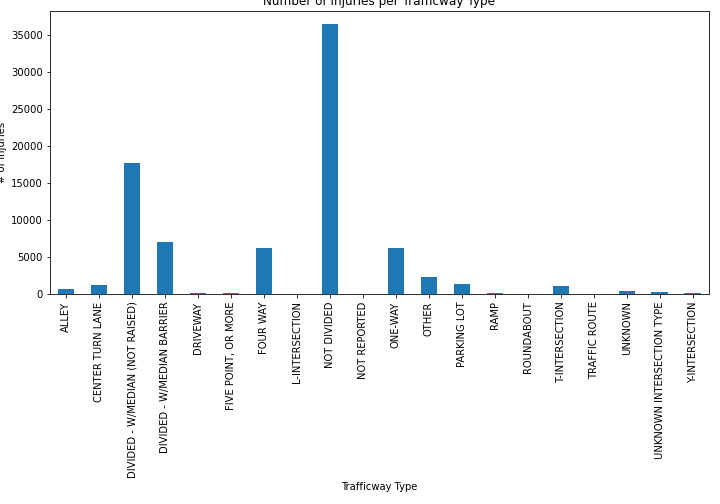 Number of Injuries per Trafficway Type
# of Injuries
35000
30000
25000
20000
15000
10000
5000
0
ALLEY
CENTER TURN LANE
DIVIDED - W/MEDIAN (NOT RAISED)
DIVIDED - W/MEDIAN BARRIER
DRIVEWAY
FIVE POINT, OR MORE
FOUR WAY
L-INTERSECTION
NOT DIVIDED
NOT REPORTED
ONE-WAY
OTHER
PARKING LOT
RAMP
ROUNDABOUT
T-INTERSECTION
TRAFFIC ROUTE
UNKNOWN
UNKNOWN INTERSECTION TYPE
Y-INTERSECTION
Trafficway Type